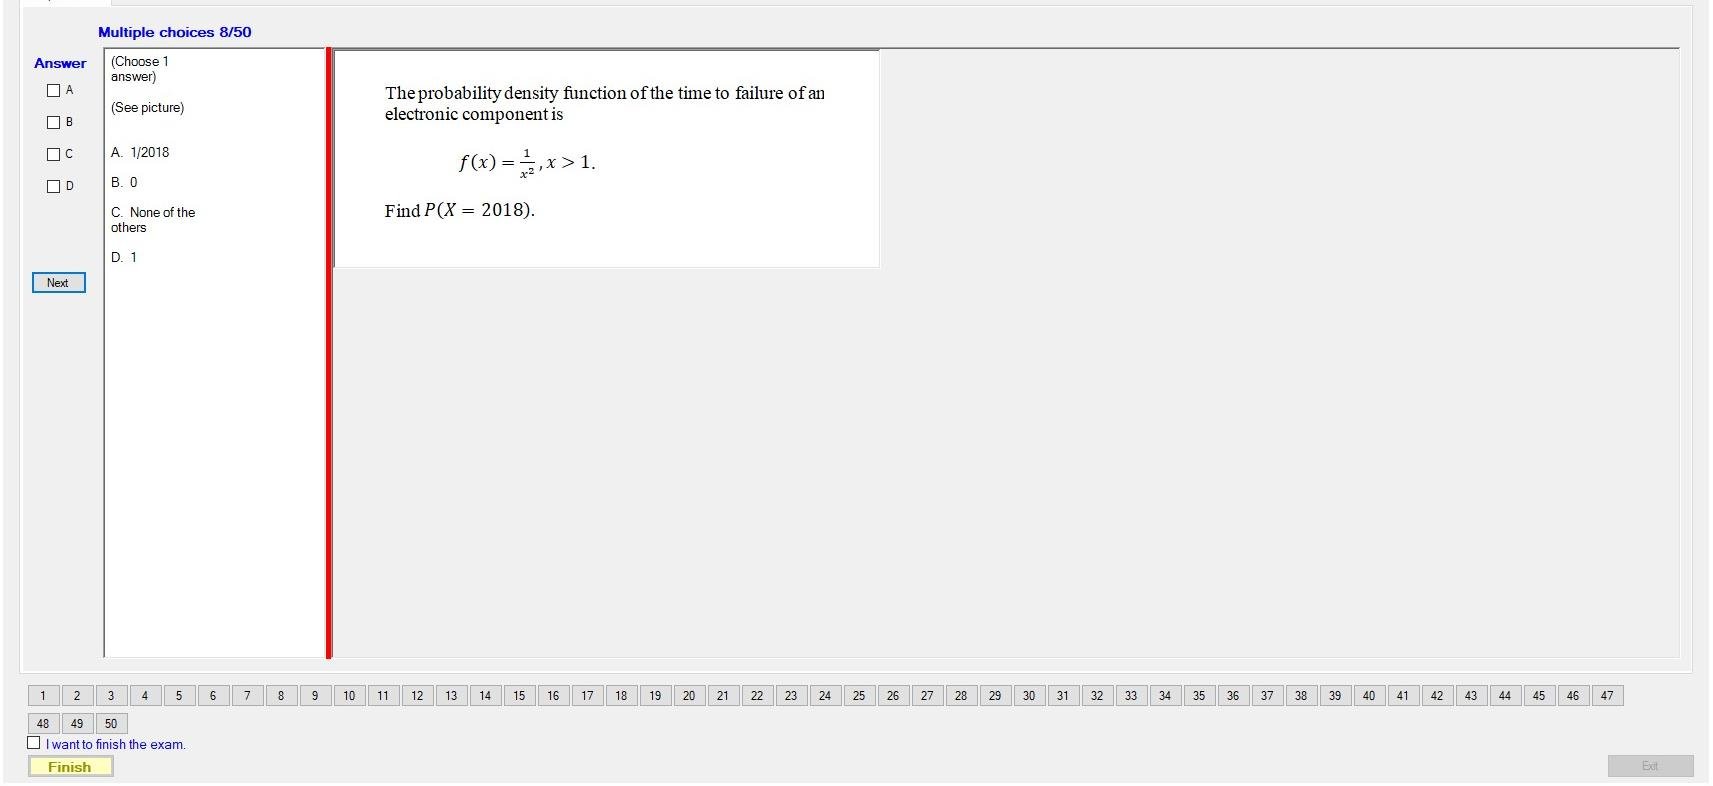 Multiple choices 8/50
Answer
A
B
C
D
Next
(Choose 1
answer)
(See picture)
A. 1/2018
B. 0
C. None of the
others
D. 1
The probability density function of the time to failure of an
electronic component is
f(x) = 1/x², x > 1.
Find P(X = 2018).
1 2 3 4 5 6 7 8 9 10 11 12 13 14 15 16 17 18 19 20 21 22 23 24 25 26 27 28 29 30 31 32 33 34 35 36 37 38 39 40 41 42 43 44 45 46 47
48 49 50
I want to finish the exam.
Finish
Exit